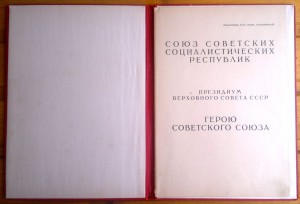 СОЮЗ СОВЕТСКИХ
СОЦИАЛИСТИЧЕСКИХ
РЕСПУБЛИК
ПРЕЗИДИУМ
ВЕРХОВНОГО СОВЕТА СССР
ГЕРОЮ
СОВЕТСКОГО СОЮЗА